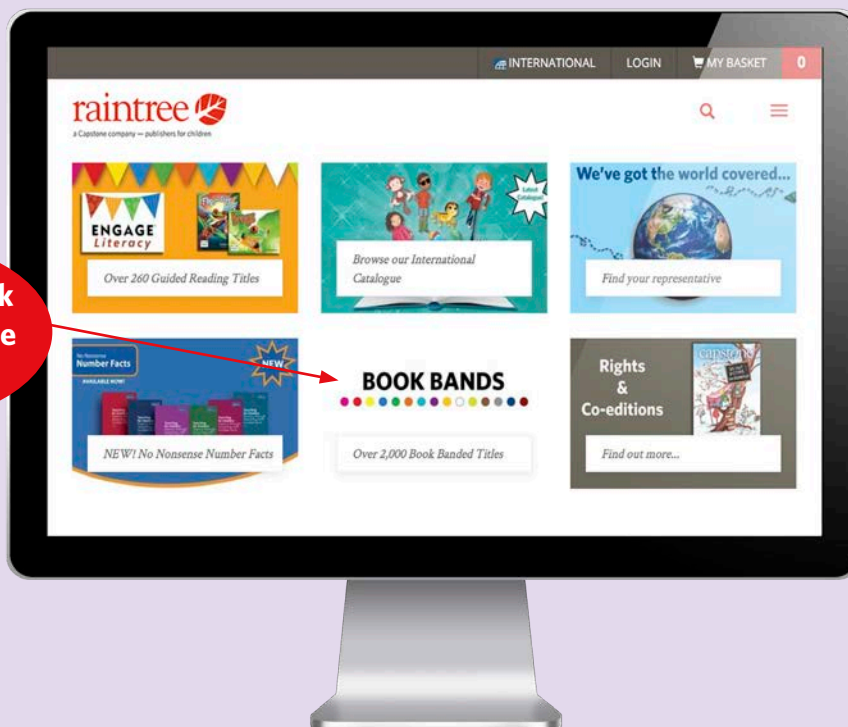 INTERNATIONAL LOGIN MY BASKET 0
raintree
a Capstone company — publishers for children
ENGAGE
Literacy
Over 260 Guided Reading Titles
Latest
Catalogue!
Browse our International
Catalogue
We've got the world covered...
Find your representative
k
e
No Nonsense
Number Facts
AVAILABLE NOW!
NEW
NEW! No Nonsense Number Facts
BOOK BANDS
Over 2,000 Book Banded Titles
Rights
&
Co-editions
capstone
Find out more...